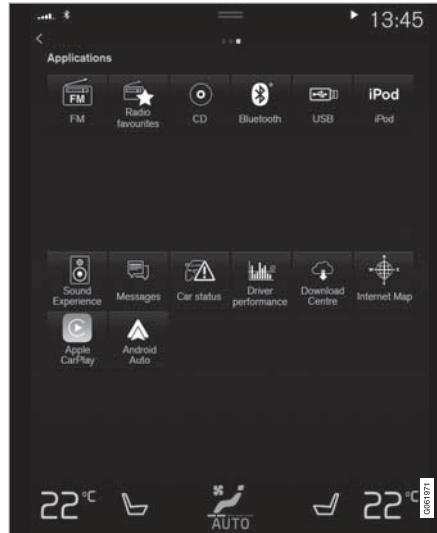 13:45
Applications
FM
FM
Radio
favourites
CD
Bluetooth
USB
iPod
iPod
Sound
Experience
Messages
Car status
Driver
performance
Download
Centre
Internet Map
Apple
CarPlay
Android
Auto
22°C
AUTO
22°C
G061971